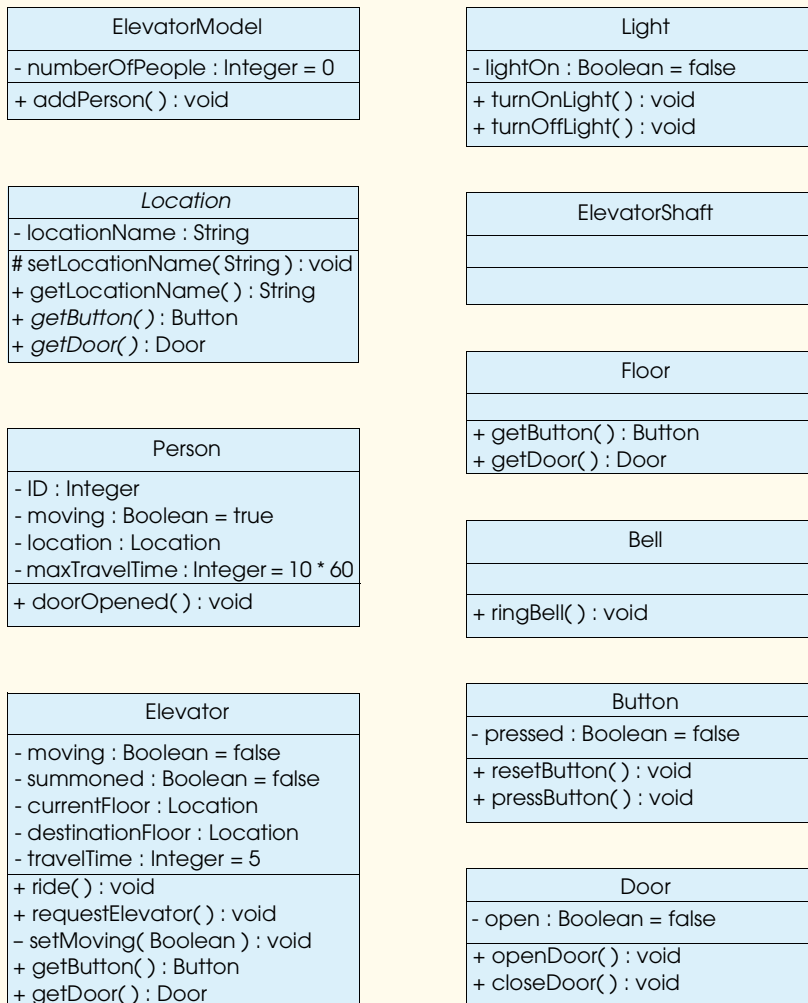 ElevatorModel
- numberOfPeople : Integer = 0
+ addPerson( ) : void
Location
- locationName : String
# setLocationName( String ) : void
+ getLocationName( ) : String
+ getButton( ) : Button
+ getDoor( ) : Door
Person
- ID : Integer
- moving : Boolean = true
- location : Location
- maxTravelTime : Integer = 10 * 60
+ doorOpened( ) : void
Elevator
- moving : Boolean = false
- summoned : Boolean = false
- currentFloor : Location
- destinationFloor : Location
- travelTime : Integer = 5
+ ride( ) : void
+ requestElevator( ) : void
– setMoving( Boolean ) : void
+ getButton( ) : Button
+ getDoor( ) : Door
Light
- lightOn : Boolean = false
+ turnOnLight( ) : void
+ turnOffLight( ) : void
ElevatorShaft
Floor
+ getButton( ) : Button
+ getDoor( ) : Door
Bell
+ ringBell( ) : void
Button
- pressed : Boolean = false
+ resetButton( ) : void
+ pressButton( ) : void
Door
- open : Boolean = false
+ openDoor( ) : void
+ closeDoor( ) : void